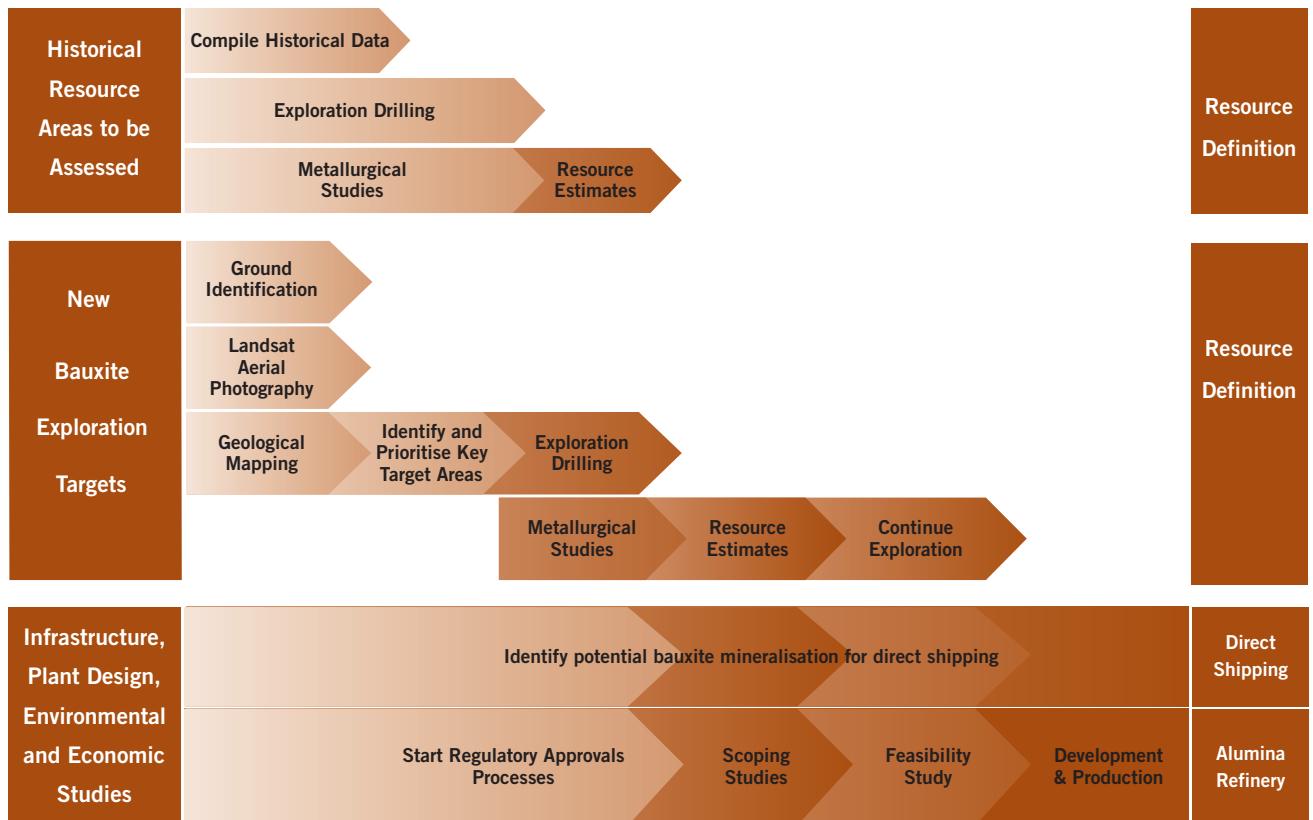 Historical
Resource
Areas to be
Assessed
Compile Historical Data
Exploration Drilling
Metallurgical
Studies
Resource
Estimates
Resource
Definition
New
Bauxite
Exploration
Targets
Ground
Identification
Landsat
Aerial
Photography
Geological
Mapping
Identify and
Prioritise Key
Target Areas
Exploration
Drilling
Metallurgical
Studies
Resource
Estimates
Continue
Exploration
Resource
Definition
Infrastructure,
Plant Design,
Environmental
and Economic
Studies
Identify potential bauxite mineralisation for direct shipping
Direct
Shipping
Start Regulatory Approvals
Processes
Scoping
Studies
Feasibility
Study
Development
& Production
Alumina
Refinery